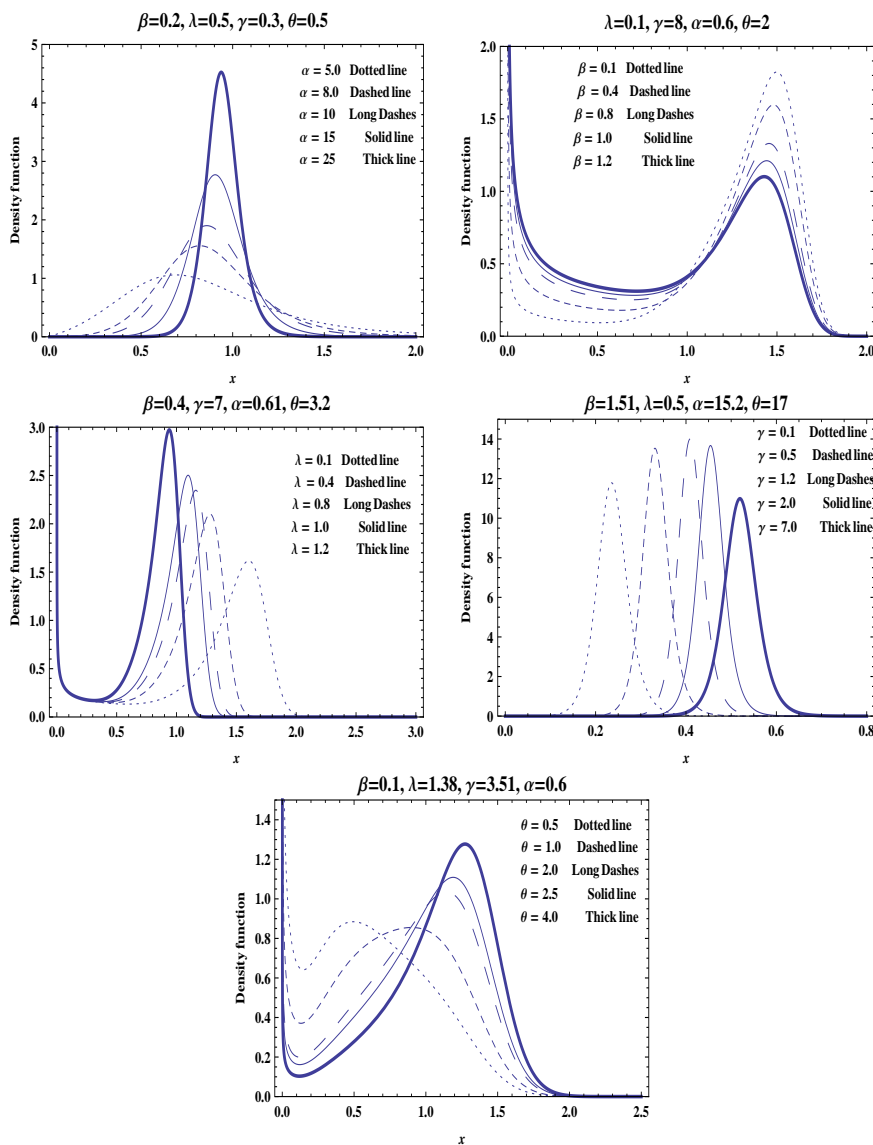 β=0.2, λ=0.5, γ=0.3, θ=0.5
Density function
5
4
3
2
1
0
α = 5.0 Dotted line
α = 8.0 Dashed line
α = 10 Long Dashes
α = 15 Solid line
α = 25 Thick line
0.0 0.5 1.0 1.5 2.0
x
λ=0.1, γ=8, α=0.6, θ=2
Density function
2.0
1.5
1.0
0.5
0.0
β = 0.1 Dotted line
β = 0.4 Dashed line
β = 0.8 Long Dashes
β = 1.0 Solid line
β = 1.2 Thick line
0.0 0.5 1.0 1.5 2.0
x
β=0.4, γ=7, α=0.61, θ=3.2
Density function
3.0
2.5
2.0
1.5
1.0
0.5
0.0
λ = 0.1 Dotted line
λ = 0.4 Dashed line
λ = 0.8 Long Dashes
λ = 1.0 Solid line
λ = 1.2 Thick line
0.0 0.5 1.0 1.5 2.0 2.5 3.0
x
β=1.51, λ=0.5, α=15.2, θ=17
Density function
14
12
10
8
6
4
2
0
γ = 0.1 Dotted line
γ = 0.5 Dashed line
γ = 1.2 Long Dashes
γ = 2.0 Solid line
γ = 7.0 Thick line
0.0 0.2 0.4 0.6 0.8
x
β=0.1, λ=1.38, γ=3.51, α=0.6
Density function
1.4
1.2
1.0
0.8
0.6
0.4
0.2
0.0
θ = 0.5 Dotted line
θ = 1.0 Dashed line
θ = 2.0 Long Dashes
θ = 2.5 Solid line
θ = 4.0 Thick line
0.0 0.5 1.0 1.5 2.0 2.5
x